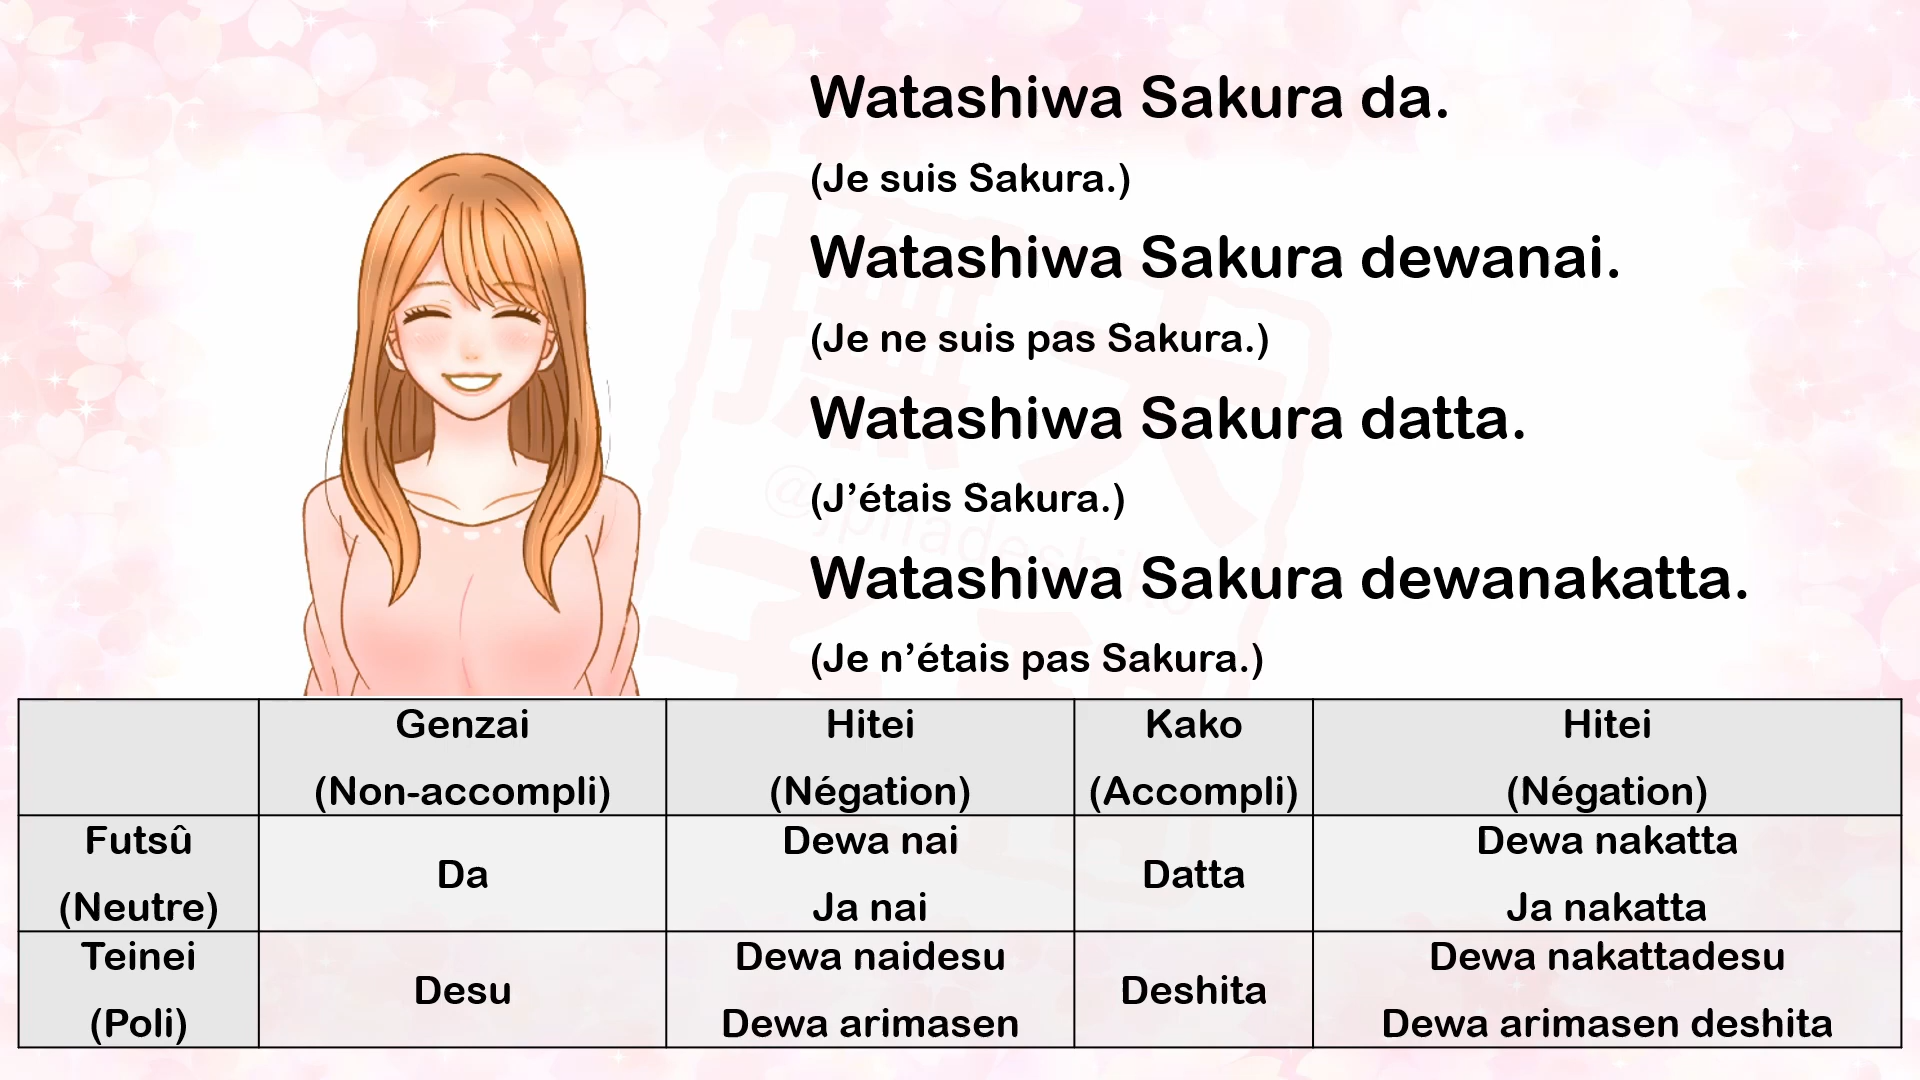 Watashiwa Sakura da.
(Je suis Sakura.)
Watashiwa Sakura dewanai.
(Je ne suis pas Sakura.)
Watashiwa Sakura datta.
(J’étais Sakura.)
Watashiwa Sakura dewanakatta.
(Je n’étais pas Sakura.)
Genzai
(Non-accompli)
Hitei
(Négation)
Kako
(Accompli)
Hitei
(Négation)
Futsû
(Neutre)
Da
Dewa nai
Ja nai
Datta
Dewa nakatta
Ja nakatta
Teinei
(Poli)
Desu
Dewa naidesu
Dewa arimasen
Deshita
Dewa nakattadesu
Dewa arimasen deshita